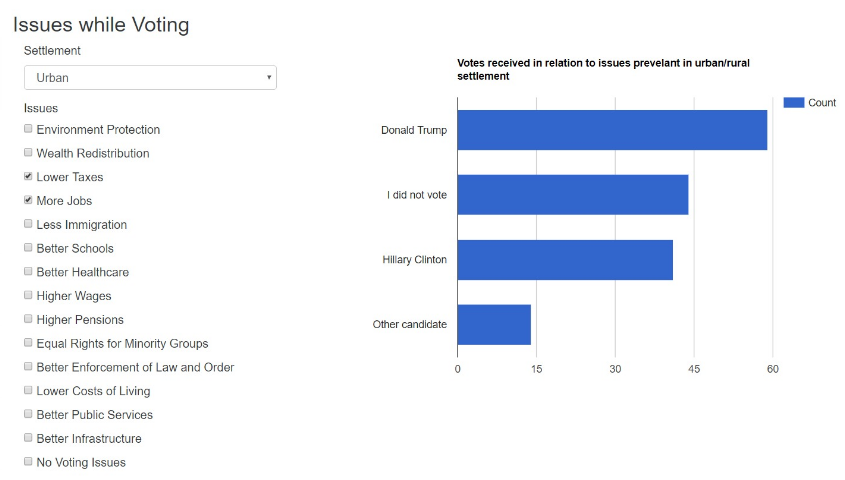 Issues while Voting
Settlement
Urban
Issues
Environment Protection
Wealth Redistribution
Lower Taxes
More Jobs
Less Immigration
Better Schools
Better Healthcare
Higher Wages
Higher Pensions
Equal Rights for Minority Groups
Better Enforcement of Law and Order
Lower Costs of Living
Better Public Services
Better Infrastructure
No Voting Issues
Votes received in relation to issues prevelant in urban/rural
settlement
Count
Donald Trump
I did not vote
Hillary Clinton
Other candidate
0 15 30 45 60